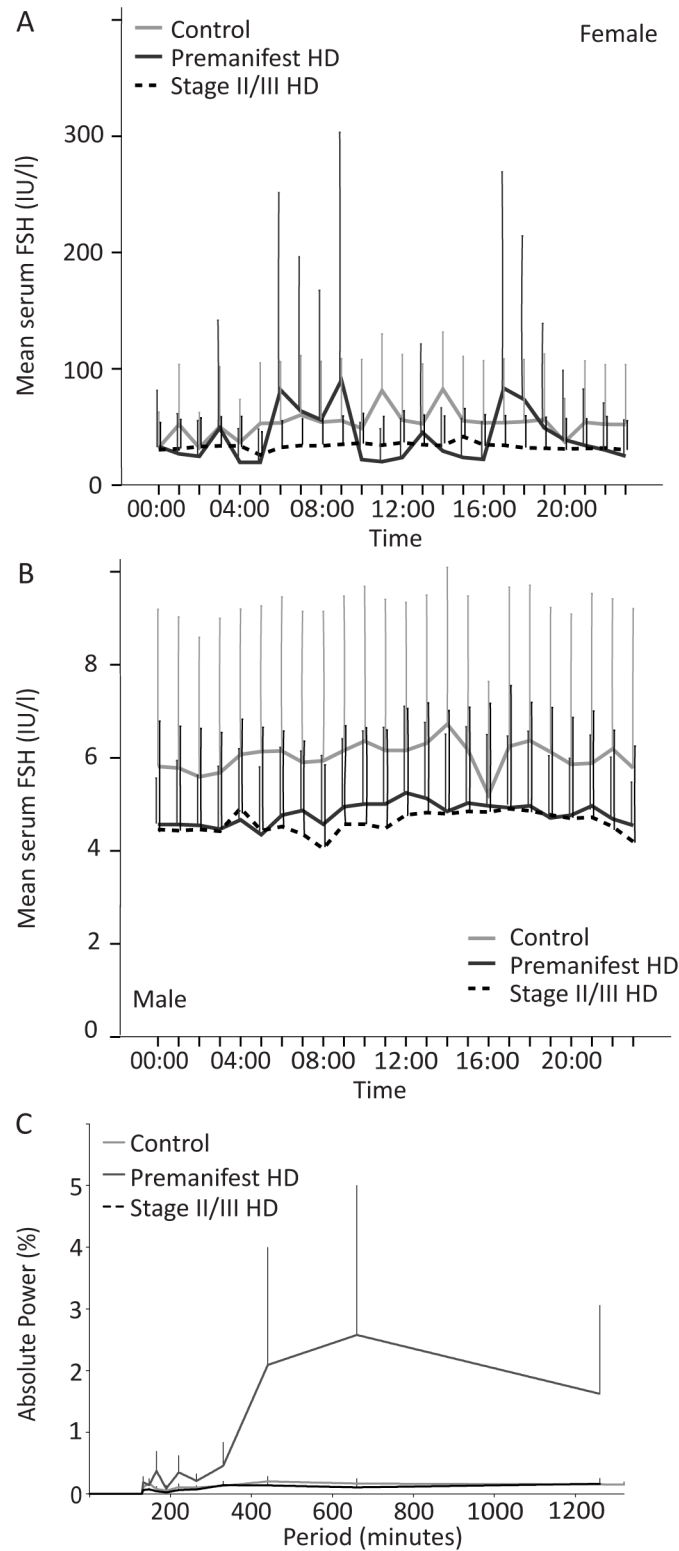 A
Control
Premanifest HD
Stage II/III HD
Female
Mean serum FSH (IU/l)
300
200
100
0
00:00 04:00 08:00 12:00 16:00 20:00
Time
B
Mean serum FSH (IU/l)
8
6
4
2
0
Control
Premanifest HD
Stage II/III HD
Male
00:00 04:00 08:00 12:00 16:00 20:00
Time
C
Control
Premanifest HD
Stage II/III HD
Absolute Power (%)
5
4
3
2
1
0
200 400 600 800 1000 1200
Period (minutes)